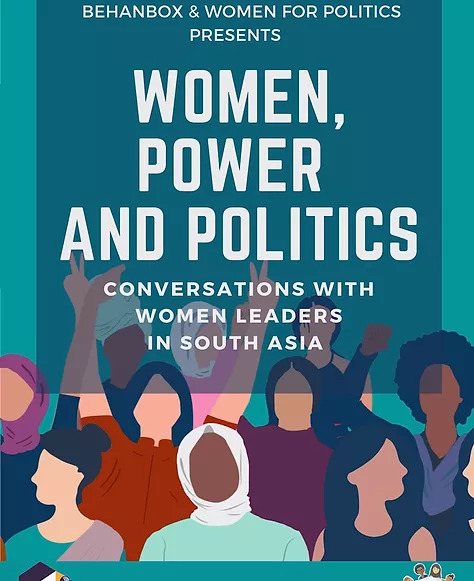 BEHANBOX & WOMEN FOR POLITICS
PRESENTS
WOMEN,
POWER
AND POLITICS
CONVERSATIONS WITH
WOMEN LEADERS
IN SOUTH ASIA